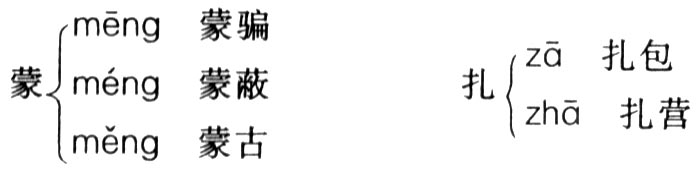 蒙
mēng 蒙骗
méng 蒙蔽
měng 蒙古
扎
zā 扎包
zhā 扎营